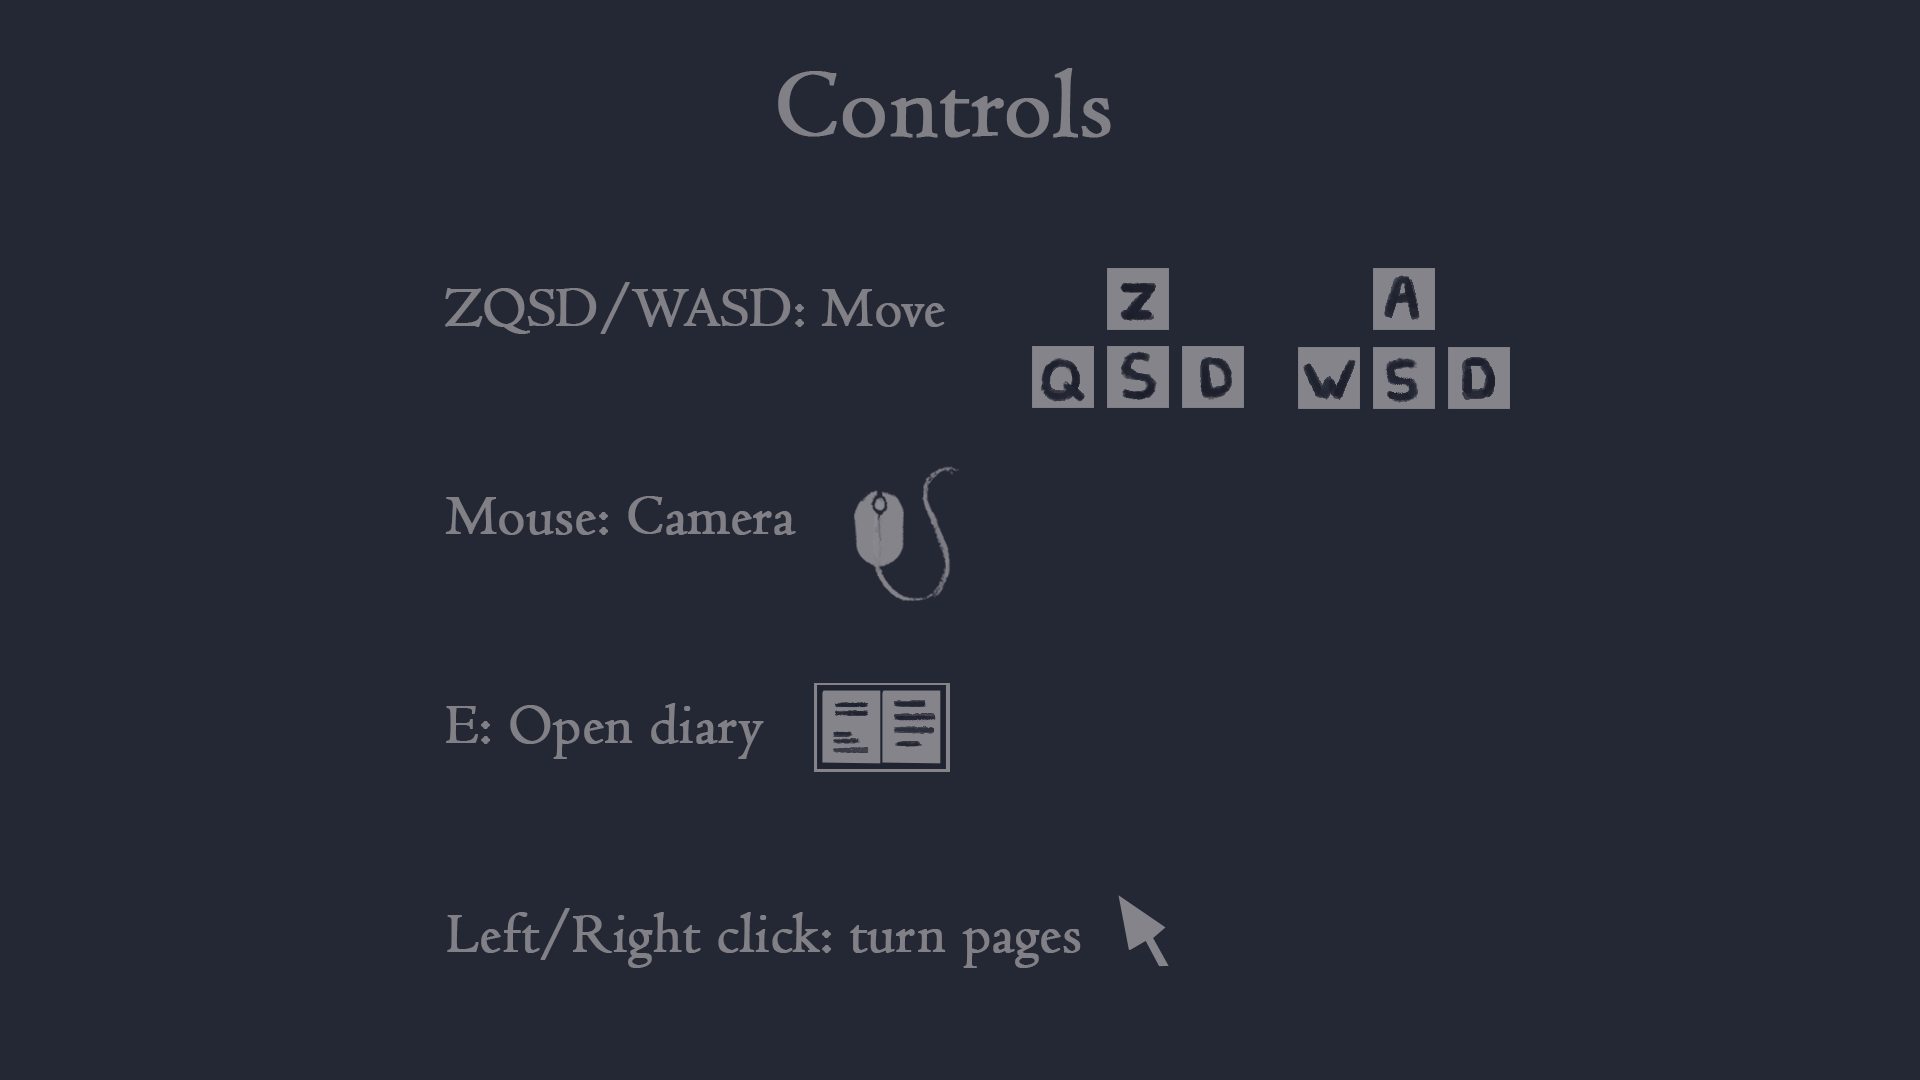 Controls
ZQSD/WASD: Move
Z
A
Q S D
W S D
Mouse: Camera
E: Open diary
Left/Right click: turn pages